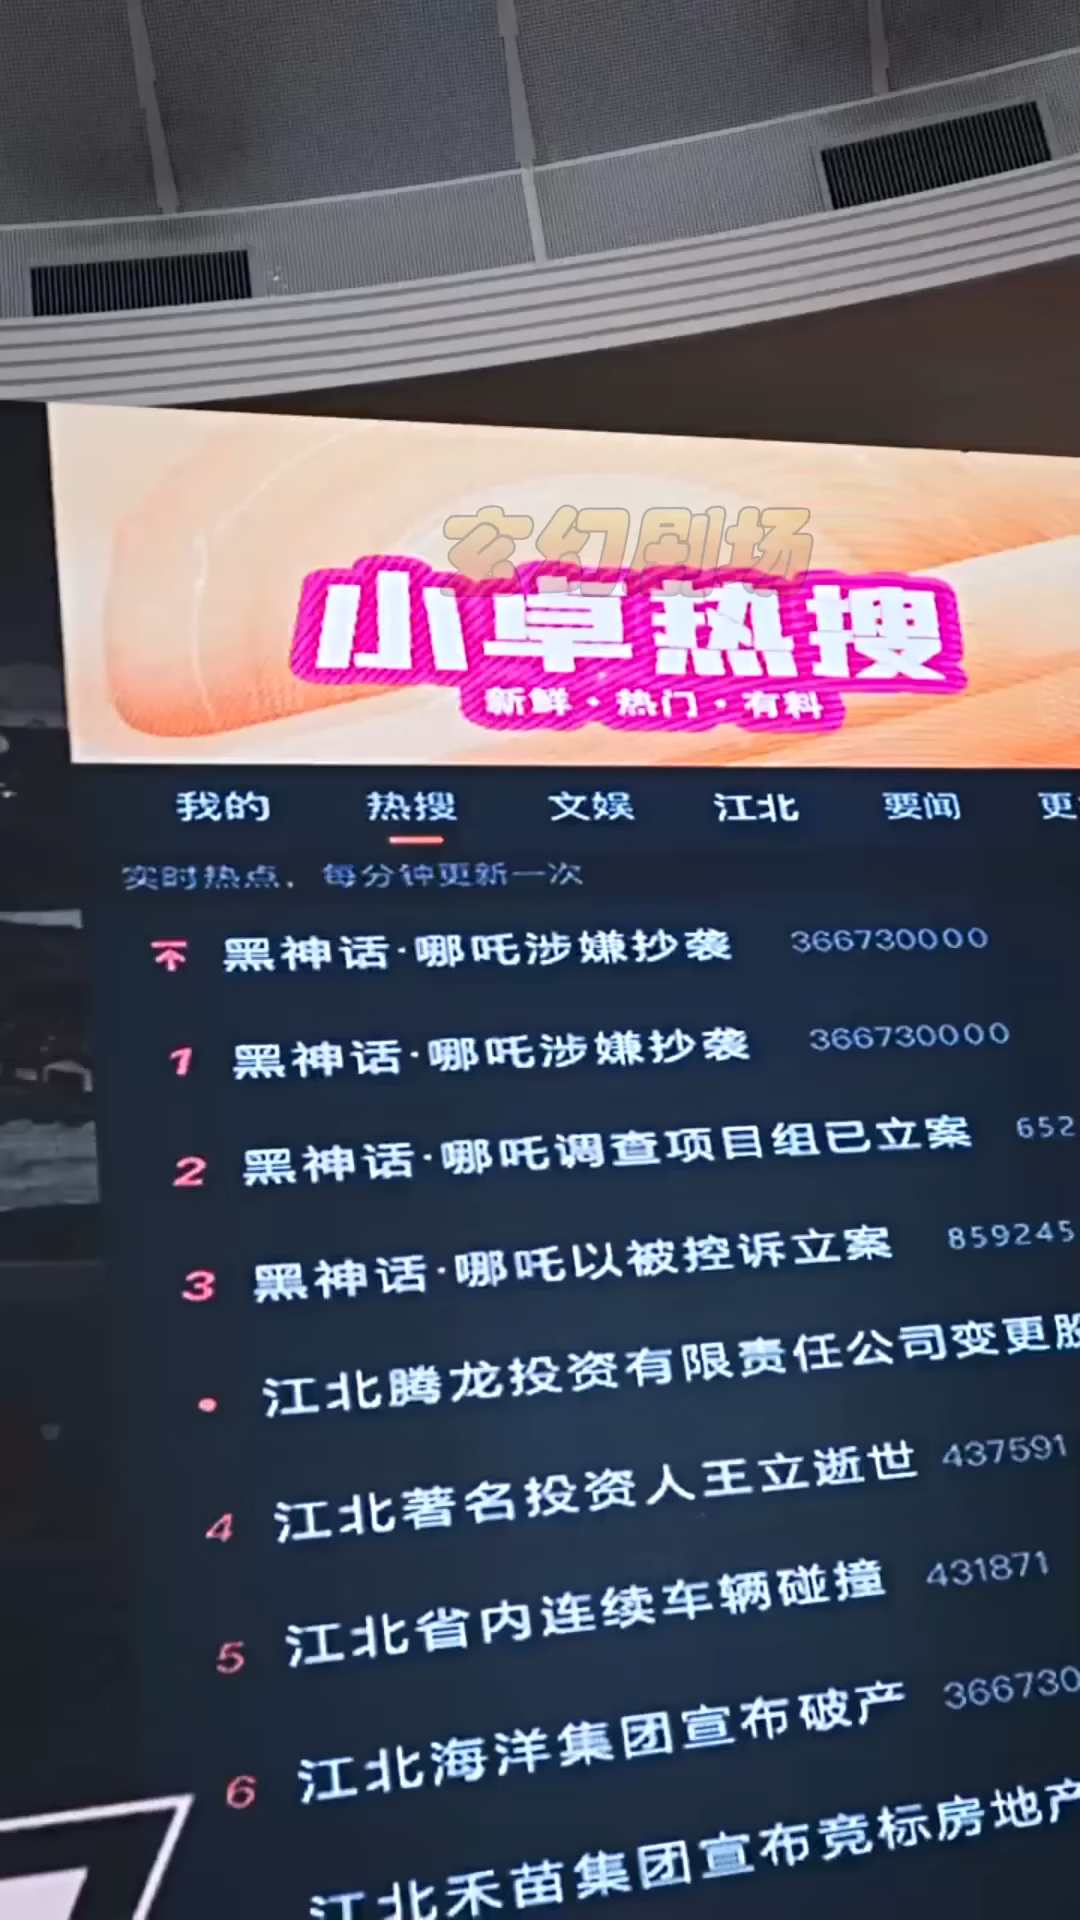 玄幻剧场
小卓热搜
新鲜·热门·有料
我的 热搜 文娱 江北 要闻 更
实时热点，每分钟更新一次
黑神话·哪吒涉嫌抄袭 366730000
1 黑神话·哪吒涉嫌抄袭 366730000
2 黑神话·哪吒调查项目组已立案 652
3 黑神话·哪吒以被控诉立案 859245
• 江北腾龙投资有限责任公司变更股
4 江北著名投资人王立逝世 437591
5 江北省内连续车辆碰撞 431871
6 江北海洋集团宣布破产 366730
江北禾苗集团宣布竞标房地产